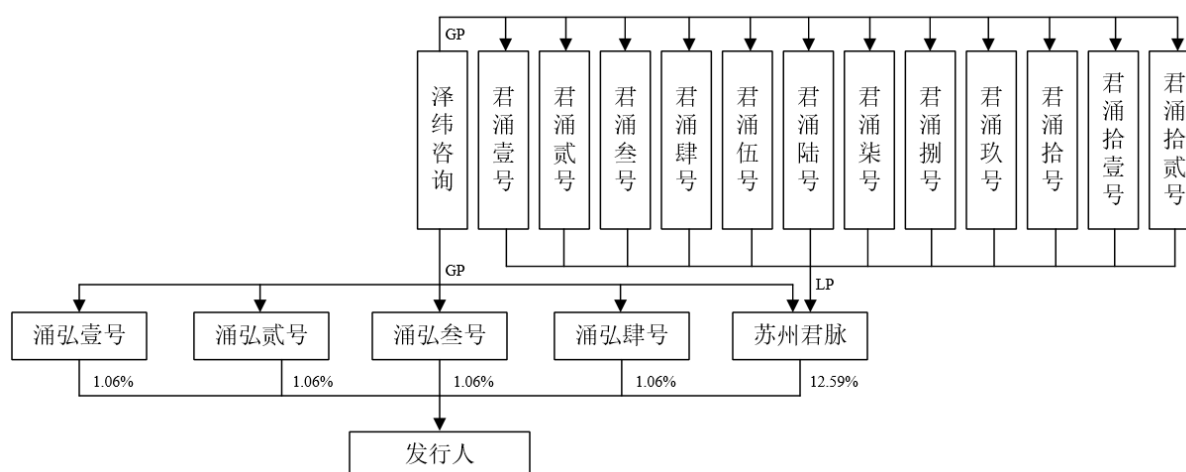 GP
泽纬咨询
君涌壹号
君涌贰号
君涌叁号
君涌肆号
君涌伍号
君涌陆号
君涌柒号
君涌捌号
君涌玖号
君涌拾号
君涌拾壹号
君涌拾贰号
GP
LP
涌弘壹号
涌弘贰号
涌弘叁号
涌弘肆号
苏州君脉
1.06%
1.06%
1.06%
1.06%
12.59%
发行人